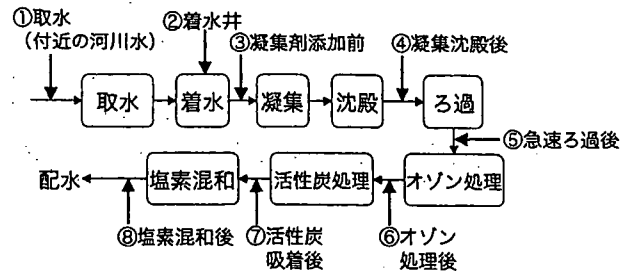 ①取水
(付近の河川水)
②着水井
③凝集剤添加前
④凝集沈殿後
取水
着水
凝集
沈殿
ろ過
⑤急速ろ過後
配水
塩素混和
活性炭処理
オゾン処理
⑧塩素混和後
⑦活性炭
吸着後
⑥オゾン
処理後